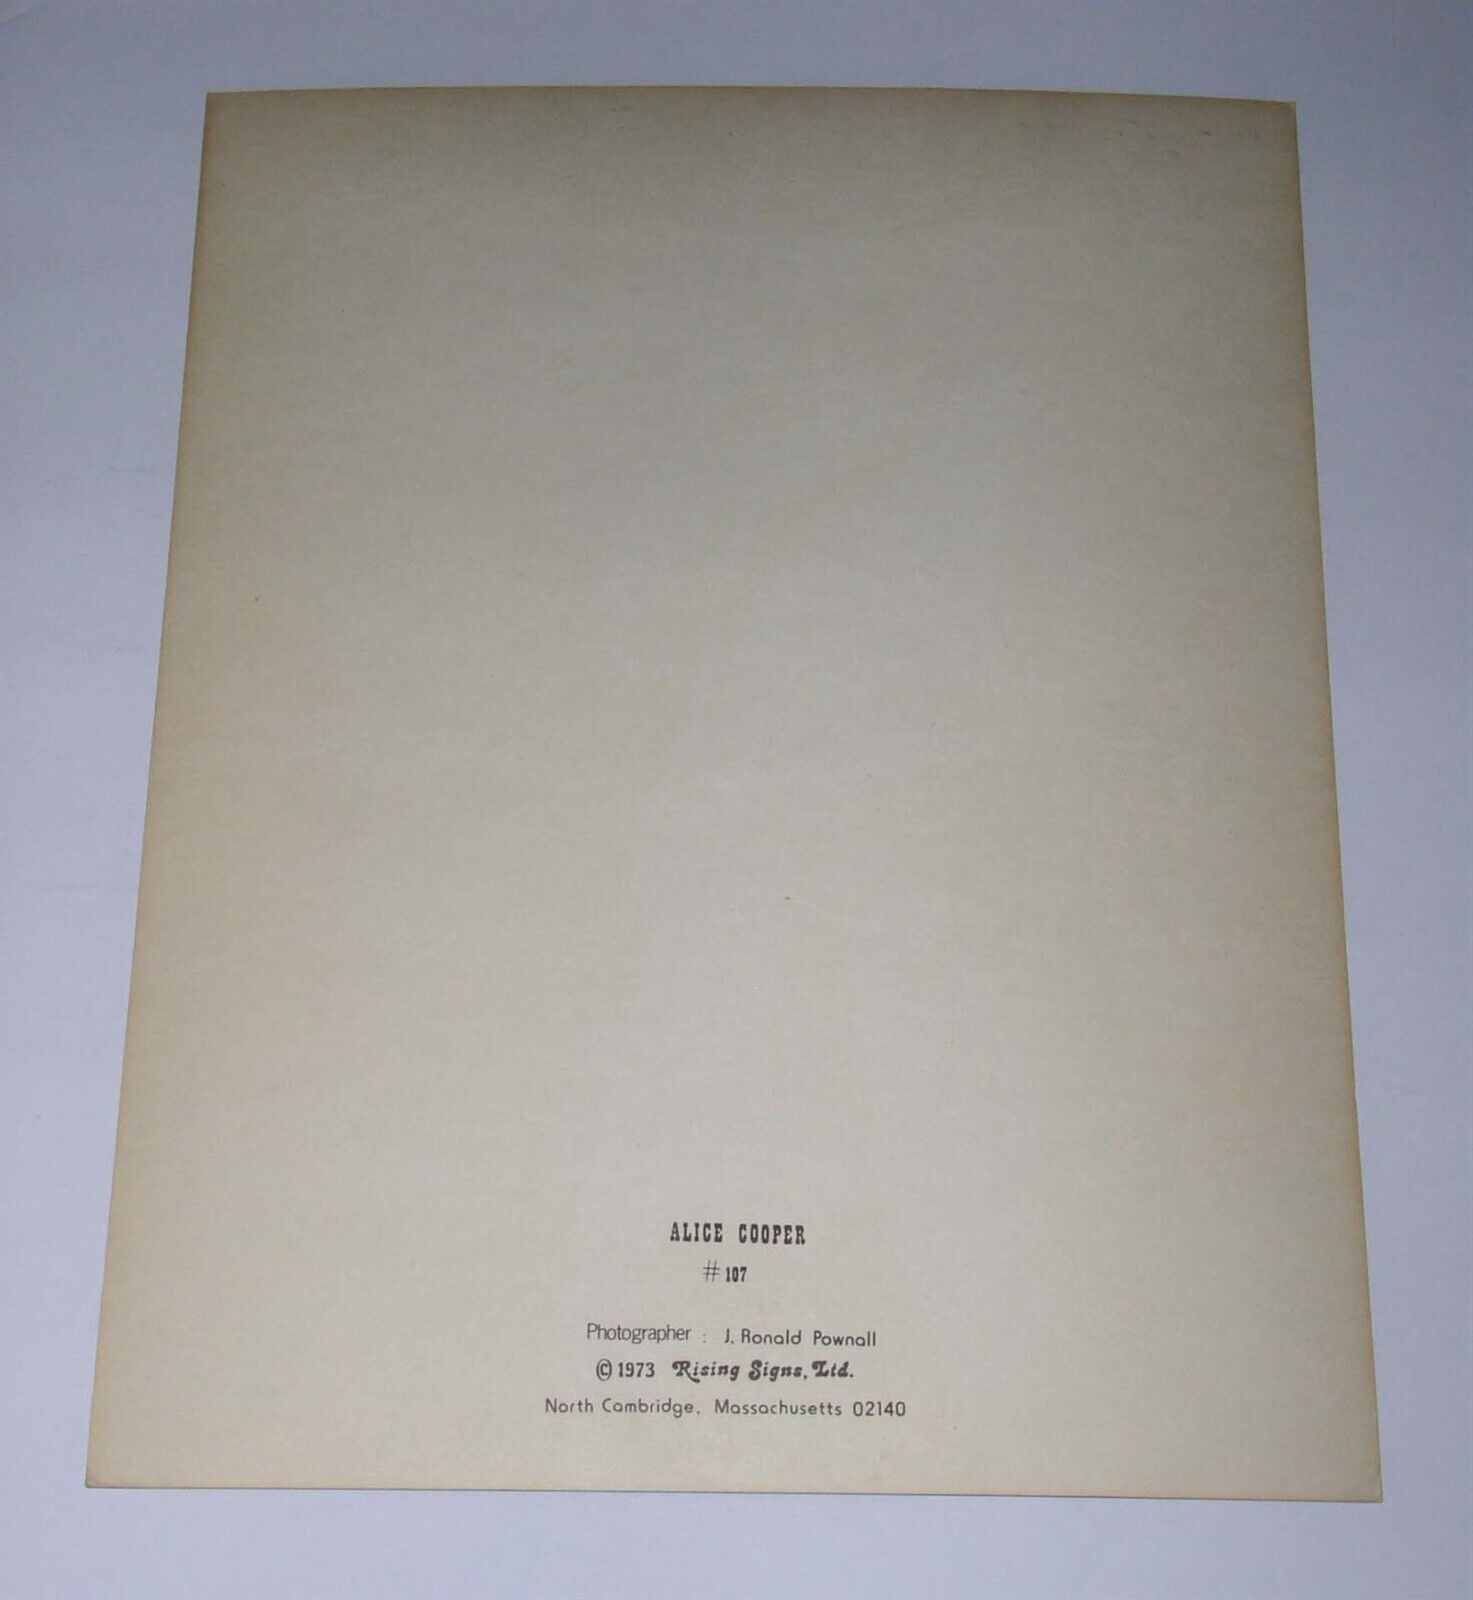 ALICE COOPER
# 107
Photographer : J. Ronald Pownall
© 1973 Rising Signs, Ltd.
North Cambridge, Massachusetts 02140